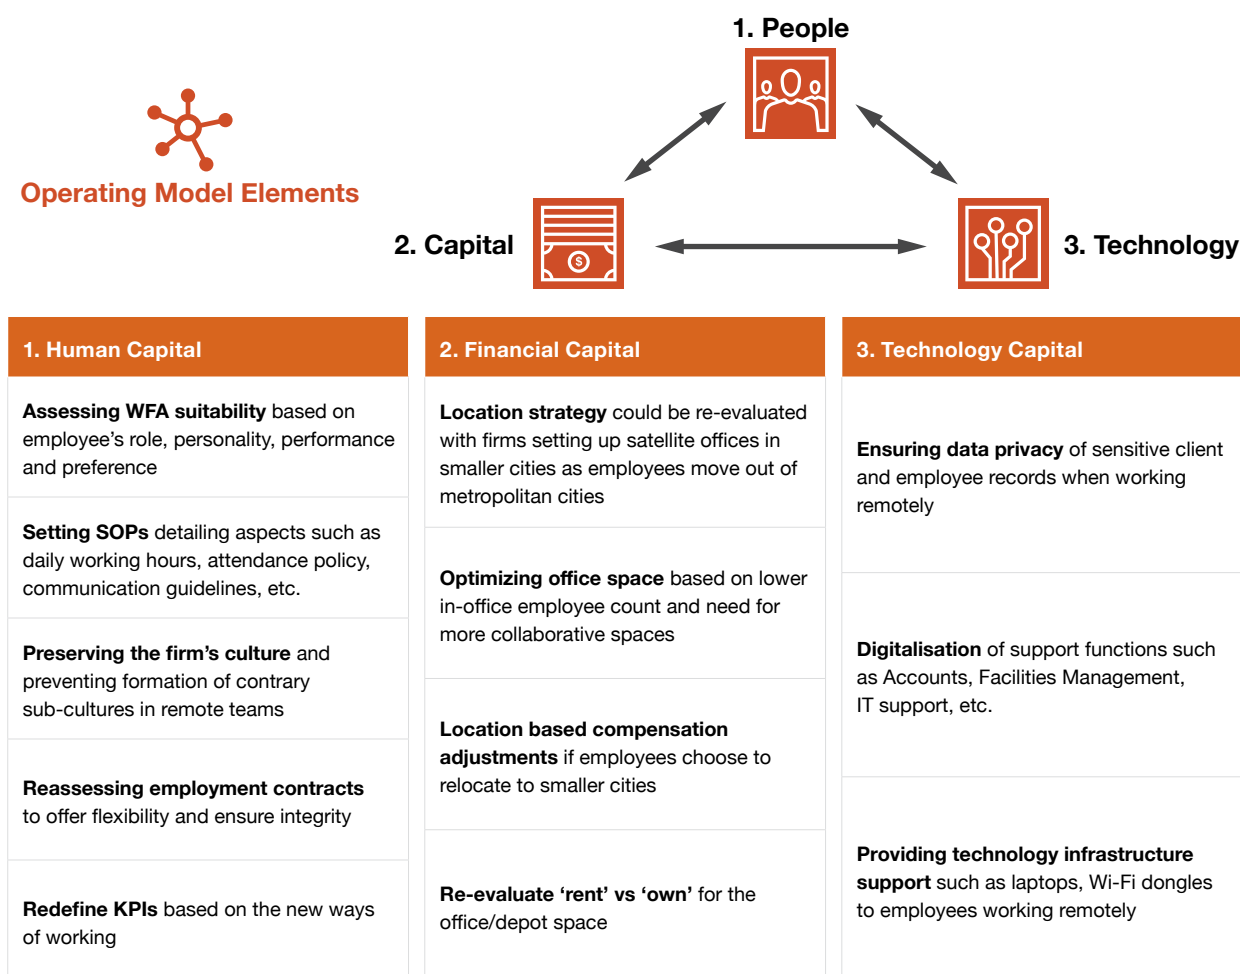 1. People
Operating Model Elements
2. Capital
$
3. Technology
1. Human Capital
Assessing WFA suitability based on
employee’s role, personality, performance
and preference
Setting SOPs detailing aspects such as
daily working hours, attendance policy,
communication guidelines, etc.
Preserving the firm’s culture and
preventing formation of contrary
sub-cultures in remote teams
Reassessing employment contracts
to offer flexibility and ensure integrity
Redefine KPIs based on the new ways
of working
2. Financial Capital
Location strategy could be re-evaluated
with firms setting up satellite offices in
smaller cities as employees move out of
metropolitan cities
Optimizing office space based on lower
in-office employee count and need for
more collaborative spaces
Location based compensation
adjustments if employees choose to
relocate to smaller cities
Re-evaluate ‘rent’ vs ‘own’ for the
office/depot space
3. Technology Capital
Ensuring data privacy of sensitive client
and employee records when working
remotely
Digitalisation of support functions such
as Accounts, Facilities Management,
IT support, etc.
Providing technology infrastructure
support such as laptops, Wi-Fi dongles
to employees working remotely